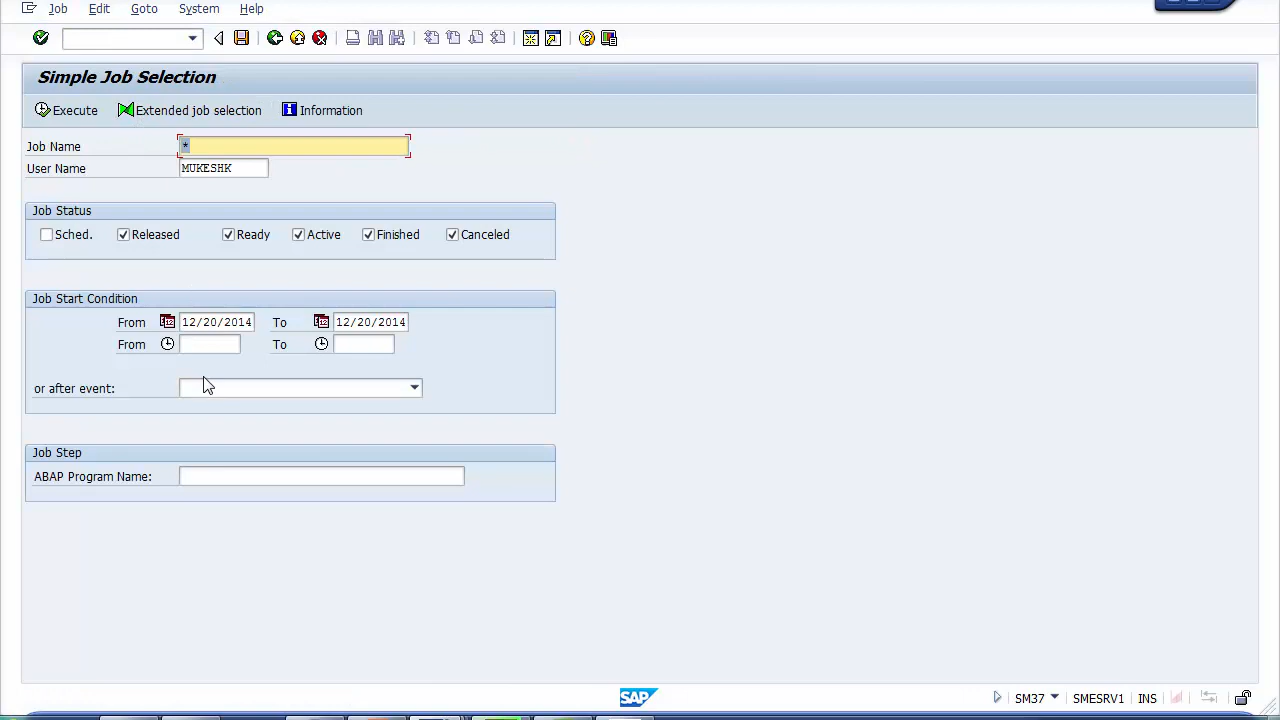 Job Edit Goto System Help
Simple Job Selection
Execute Extended job selection Information
Job Name *
User Name MUKESHK
Job Status
Sched. Released Ready Active Finished Canceled
Job Start Condition
From 12/20/2014 To 12/20/2014
From To
or after event:
Job Step
ABAP Program Name:
SAP SM37 SMESRV1 INS